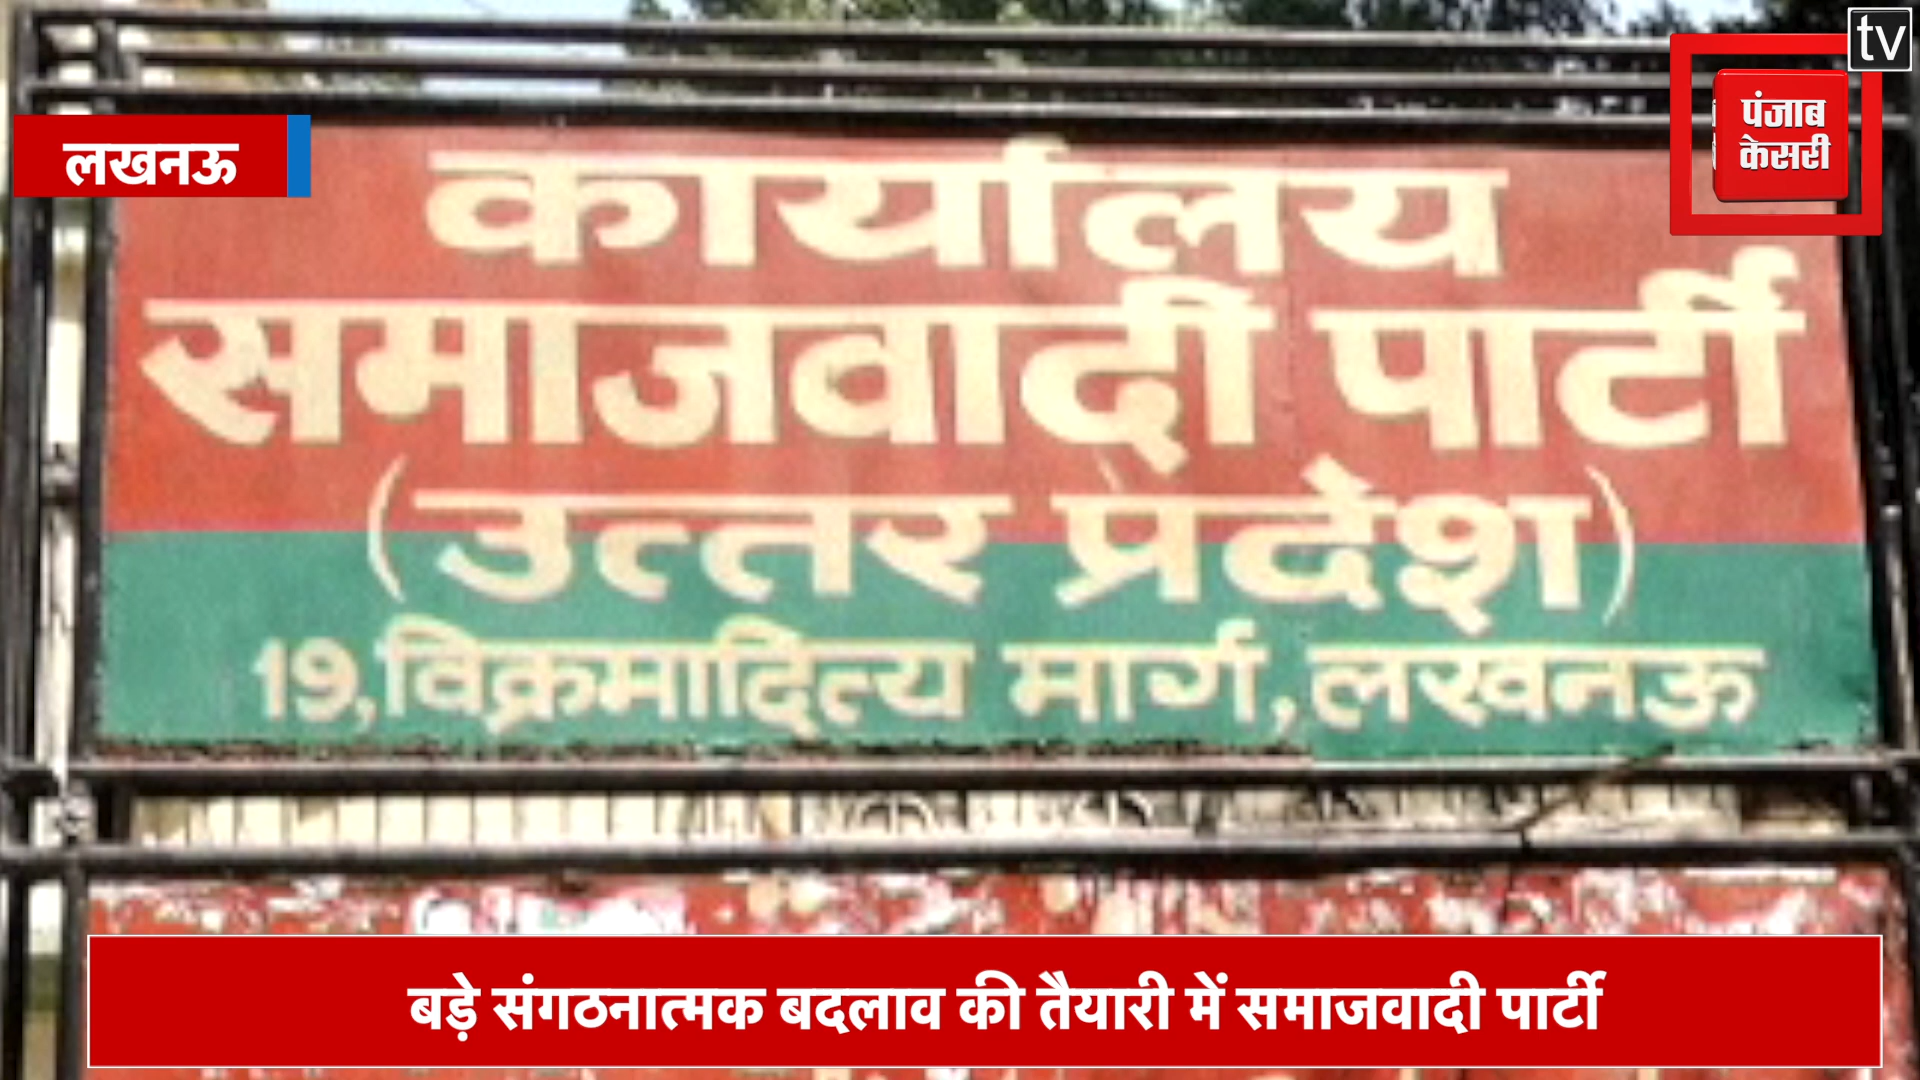 tv
पंजाब
केसरी
लखनऊ
कार्यालय
समाजवादी पार्टी
(उत्तर प्रदेश)
19,विक्रमादित्य मार्ग,लखनऊ
बड़े संगठनात्मक बदलाव की तैयारी में समाजवादी पार्टी